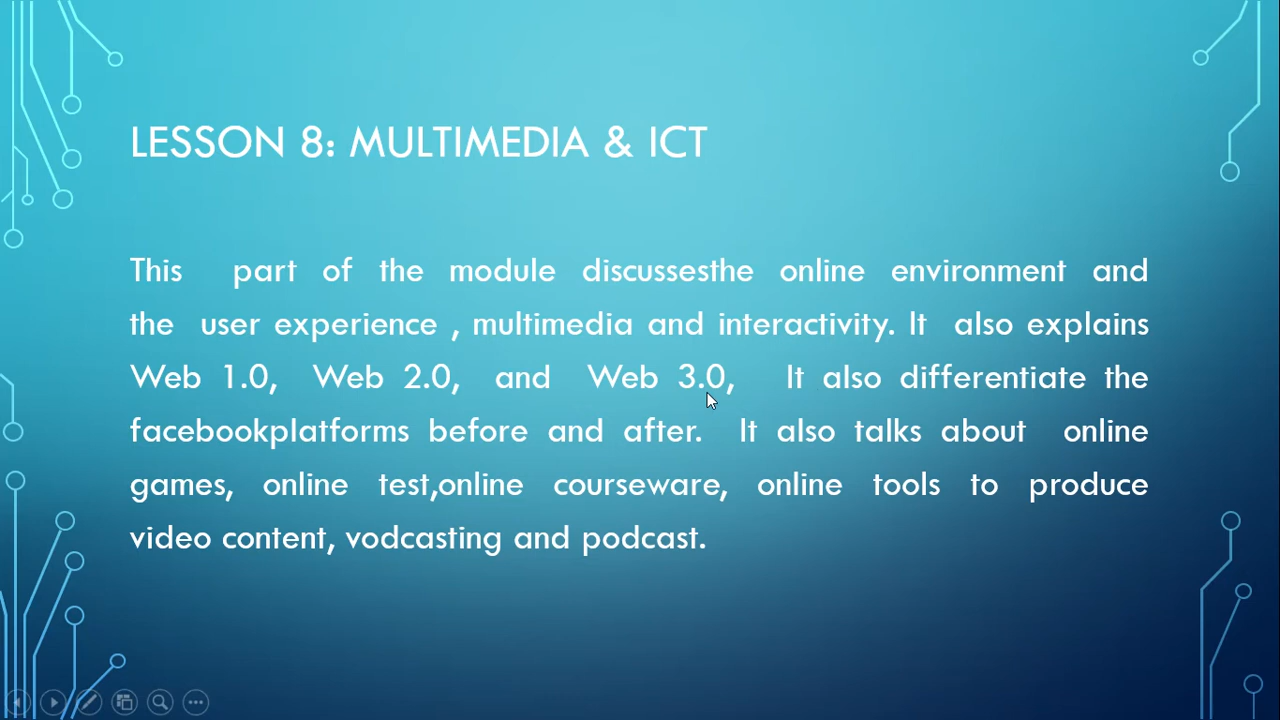 LESSON 8: MULTIMEDIA & ICT
This part of the module discussesthe online environment and
the user experience , multimedia and interactivity. It also explains
Web 1.0, Web 2.0, and Web 3.0, It also differentiate the
facebookplatforms before and after. It also talks about online
games, online test,online courseware, online tools to produce
video content, vodcasting and podcast.